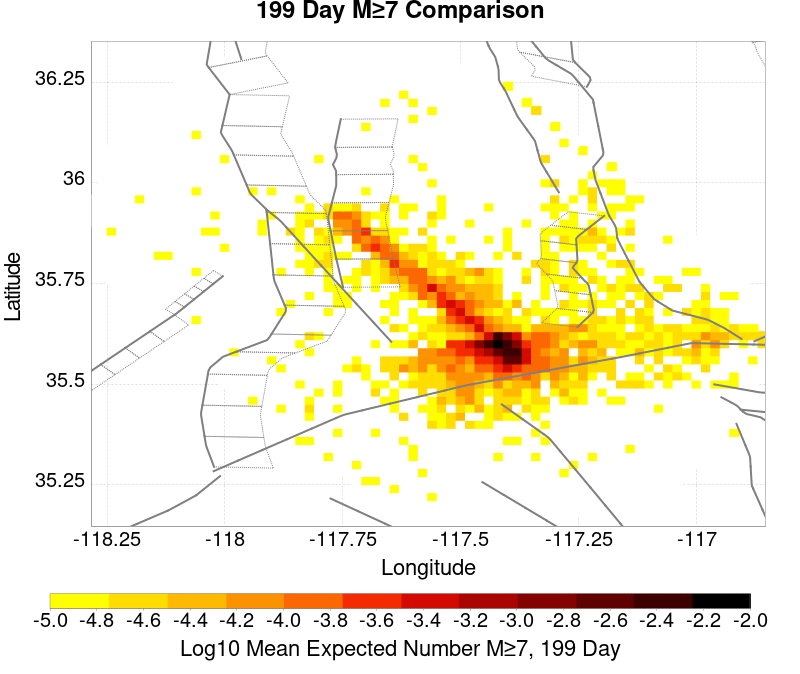 199 Day M≥7 Comparison
36.25
36
35.75
35.5
35.25
Latitude
-118.25 -118 -117.75 -117.5 -117.25 -117
Longitude
-5.0 -4.8 -4.6 -4.4 -4.2 -4.0 -3.8 -3.6 -3.4 -3.2 -3.0 -2.8 -2.6 -2.4 -2.2 -2.0
Log10 Mean Expected Number M≥7, 199 Day